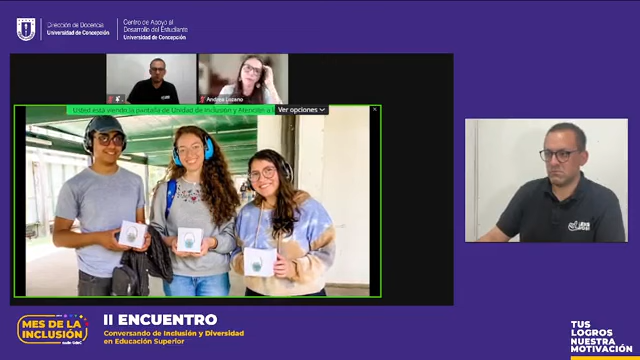 Dirección de Docencia
Universidad de Concepción
Centro de Apoyo al
Desarrollo del Estudiante
Universidad de Concepción
Andrea Lozano
Usted está viendo la pantalla de Unidad de Inclusión y Atención a l
Ver opciones
MES DE LA
INCLUSIÓN
II ENCUENTRO
Conversando de Inclusión y Diversidad
en Educación Superior
TUS
LOGROS
NUESTRA
MOTIVACIÓN